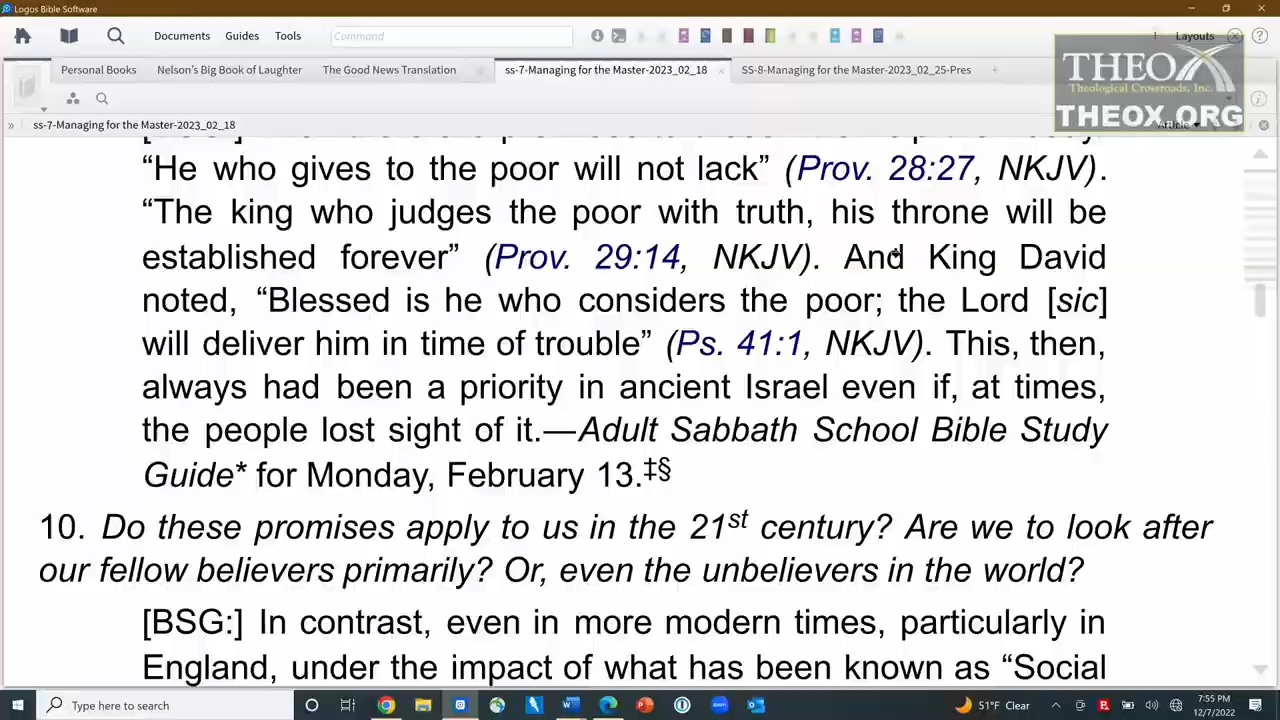 Logos Bible Software
Documents Guides Tools Command Layouts
Personal Books Nelson's Big Book of Laughter The Good News Translation ss-7-Managing for the Master-2023_02_18 SS-8-Managing for the Master-2023_02_25-Pres
THEOX
Theological Crossroads, Inc.
THEOX.ORG
ss-7-Managing for the Master-2023_02_18
“He who gives to the poor will not lack” (Prov. 28:27, NKJV).
“The king who judges the poor with truth, his throne will be
established forever” (Prov. 29:14, NKJV). And King David
noted, “Blessed is he who considers the poor; the Lord [sic]
will deliver him in time of trouble” (Ps. 41:1, NKJV). This, then,
always had been a priority in ancient Israel even if, at times,
the people lost sight of it.—Adult Sabbath School Bible Study
Guide* for Monday, February 13.‡§
10. Do these promises apply to us in the 21st century? Are we to look after
our fellow believers primarily? Or, even the unbelievers in the world?
[BSG:] In contrast, even in more modern times, particularly in
England, under the impact of what has been known as “Social
Type here to search 51°F Clear 7:55 PM
12/7/2022